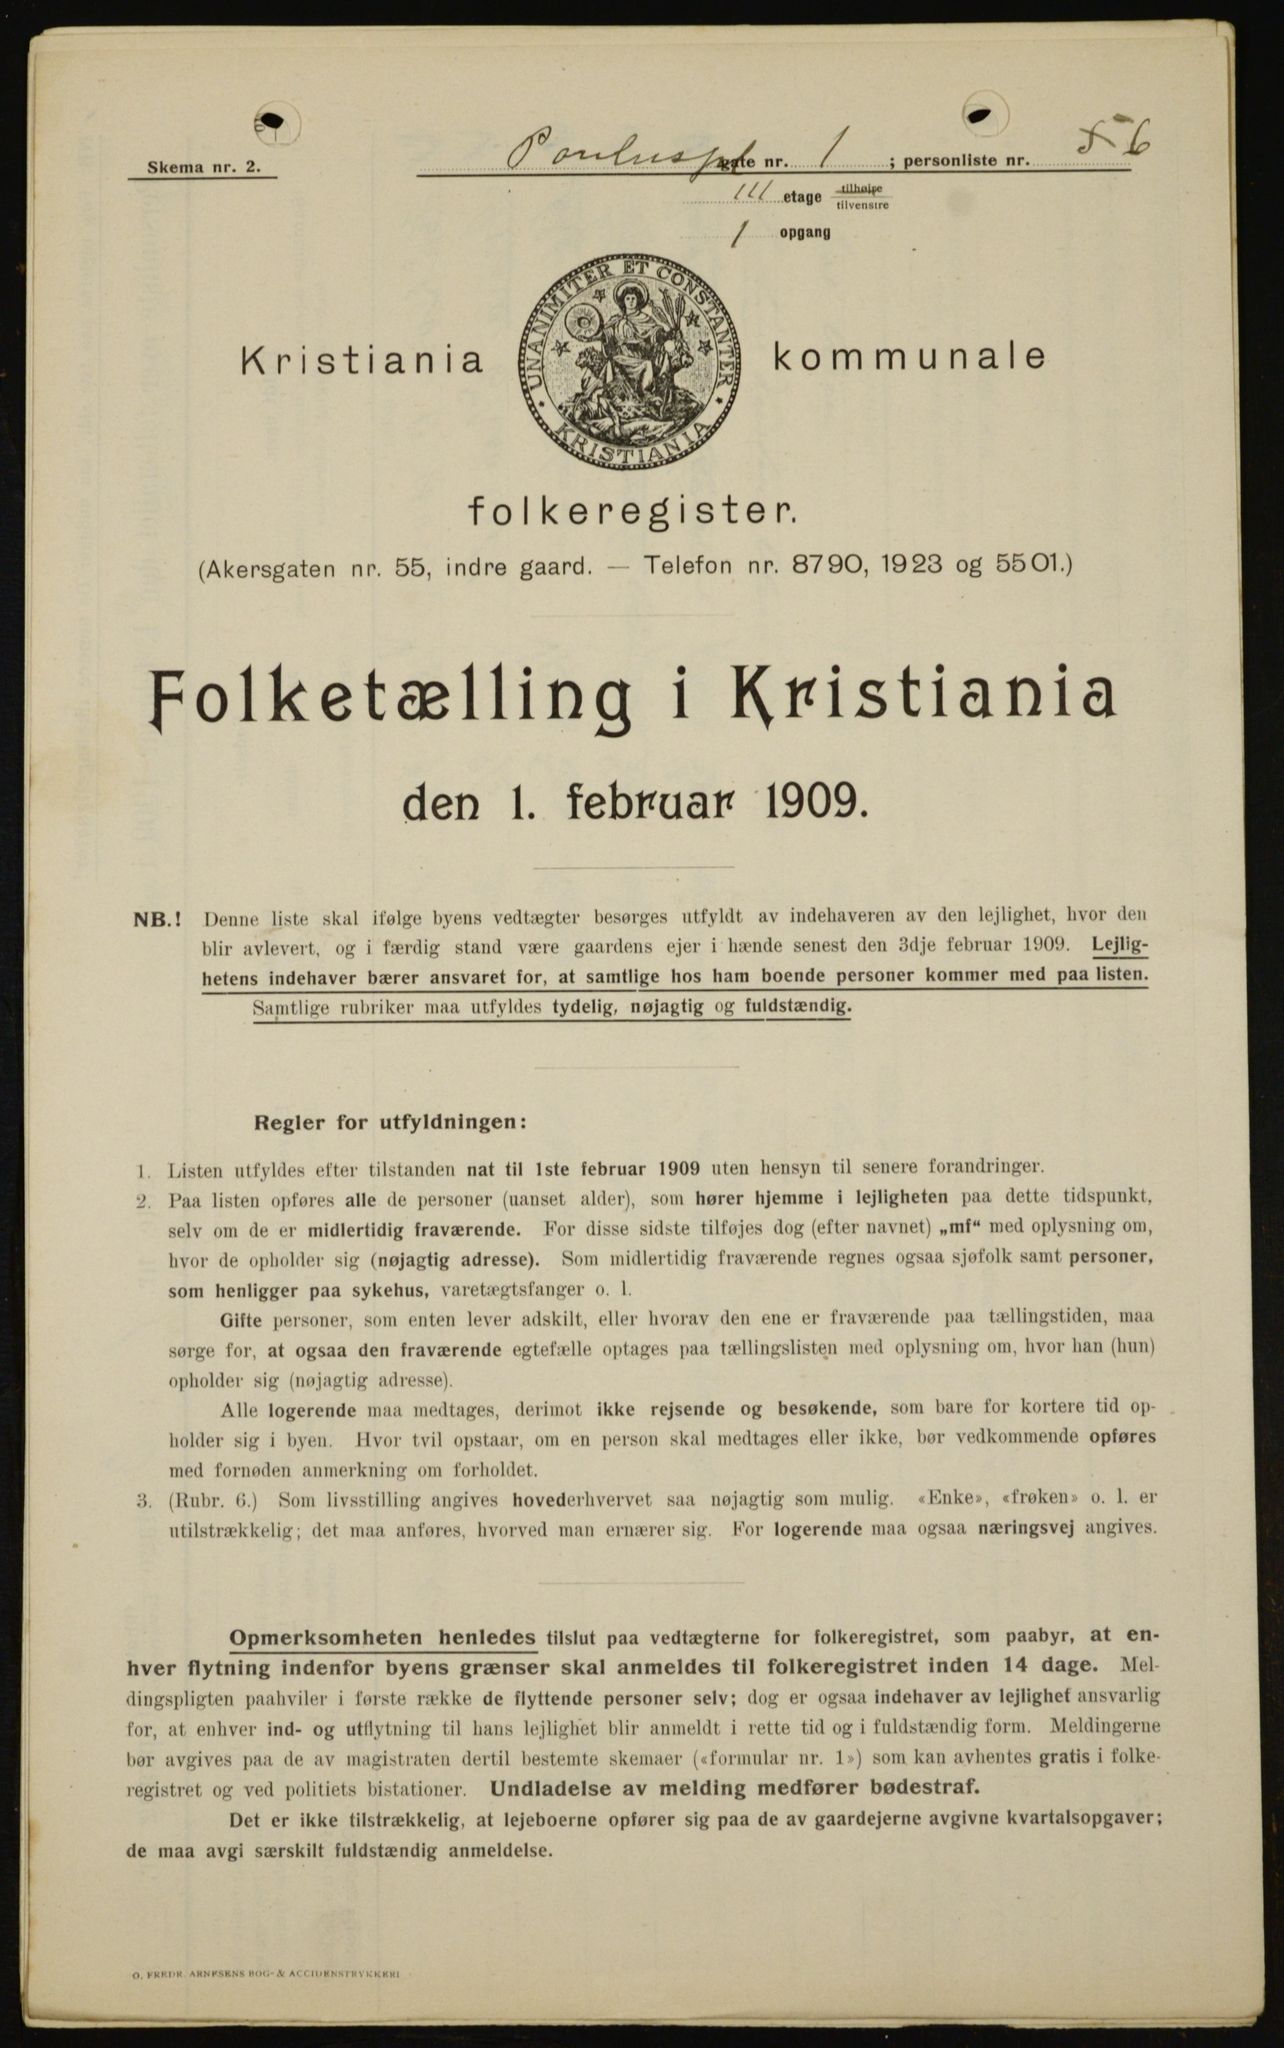 Skema nr. 2.
Pauluspl gate nr. 1 ; personliste nr. 5 6
III etage tilhøire tilvenstre
1 opgang
UNANIMITER ET CONSTANTER • KRISTIANIA •
Kristiania kommunale
folkeregister.
(Akersgaten nr. 55, indre gaard. — Telefon nr. 8790, 1923 og 5501.)
Folketælling i Kristiania
den 1. februar 1909.
NB.! Denne liste skal ifølge byens vedtægter besørges utfyldt av indehaveren av den lejlighet, hvor den
blir avlevert, og i færdig stand være gaardens ejer i hænde senest den 3dje februar 1909. Lejlig-
hetens indehaver bærer ansvaret for, at samtlige hos ham boende personer kommer med paa listen.
Samtlige rubriker maa utfyldes tydelig, nøjagtig og fuldstændig.
Regler for utfyldningen:
1. Listen utfyldes efter tilstanden nat til 1ste februar 1909 uten hensyn til senere forandringer.
2. Paa listen opføres alle de personer (uanset alder), som hører hjemme i lejligheten paa dette tidspunkt,
selv om de er midlertidig fraværende. For disse sidste tilføjes dog (efter navnet) „mf“ med oplysning om,
hvor de opholder sig (nøjagtig adresse). Som midlertidig fraværende regnes ogsaa sjøfolk samt personer,
som henligger paa sykehus, varetægtsfanger o. l.
Gifte personer, som enten lever adskilt, eller hvorav den ene er fraværende paa tællingstiden, maa
sørge for, at ogsaa den fraværende egtefælle optages paa tællingslisten med oplysning om, hvor han (hun)
opholder sig (nøjagtig adresse).
Alle logerende maa medtages, derimot ikke rejsende og besøkende, som bare for kortere tid op-
holder sig i byen. Hvor tvil opstaar, om en person skal medtages eller ikke, bør vedkommende opføres
med fornøden anmerkning om forholdet.
3. (Rubr. 6.) Som livsstilling angives hovederhvervet saa nøjagtig som mulig. «Enke», «frøken» o. l. er
utilstrækkelig; det maa anføres, hvorved man ernærer sig. For logerende maa ogsaa næringsvej angives.
Opmerksomheten henledes tilslut paa vedtægterne for folkeregistret, som paabyr, at en-
hver flytning indenfor byens grænser skal anmeldes til folkeregistret inden 14 dage. Mel-
dingspligten paahviler i første række de flyttende personer selv; dog er ogsaa indehaver av lejlighet ansvarlig
for, at enhver ind- og utflytning til hans lejlighet blir anmeldt i rette tid og i fuldstændig form. Meldingerne
bør avgives paa de av magistraten dertil bestemte skemaer («formular nr. 1») som kan avhentes gratis i folke-
registret og ved politiets bistationer. Undladelse av melding medfører bødestraf.
Det er ikke tilstrækkelig, at lejeboerne opfører sig paa de av gaardejerne avgivne kvartalsopgaver;
de maa avgi særskilt fuldstændig anmeldelse.
O. FREDR. ARNESENS BOG- & ACCIDENSTRYKKERI